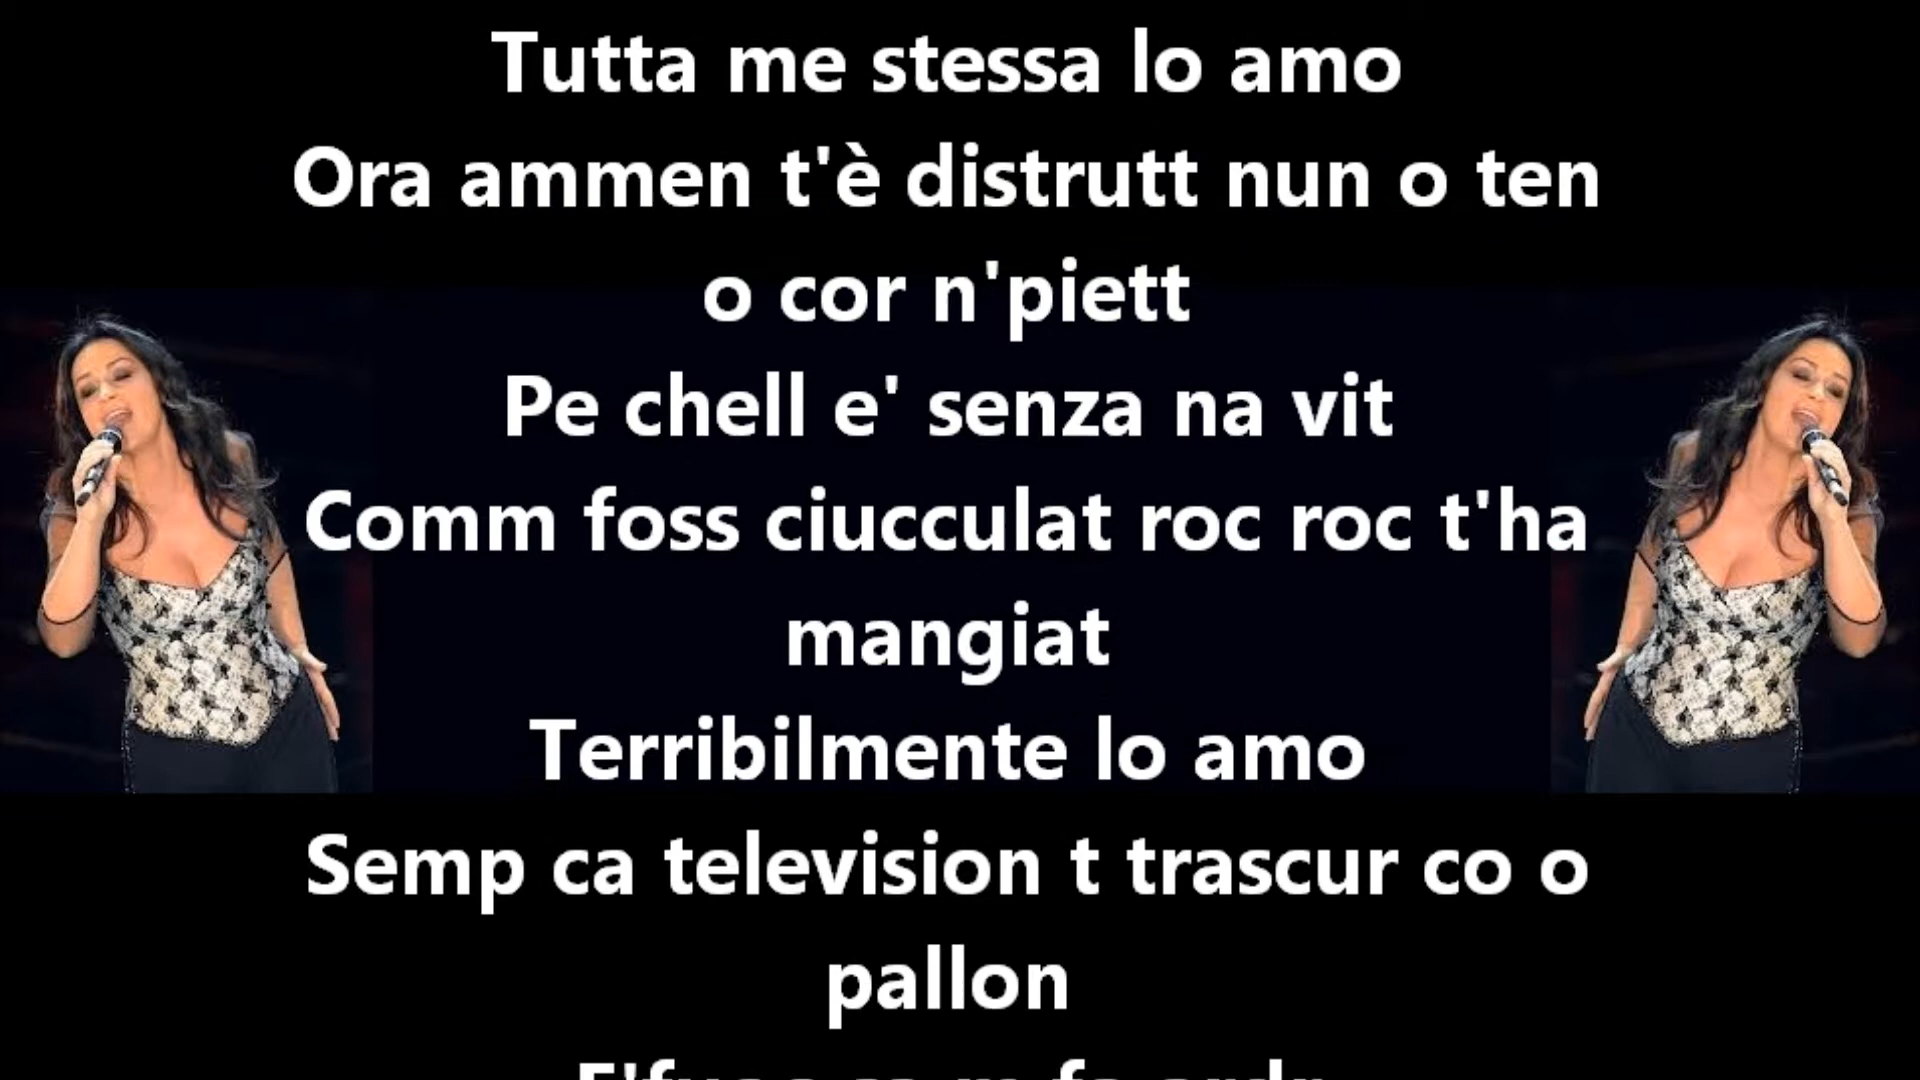 Tutta me stessa lo amo
Ora ammen t'è distrutt nun o ten
o cor n'piett
Pe chell e' senza na vit
Comm foss ciucculat roc roc t'ha
mangiat
Terribilmente lo amo
Semp ca television t trascur co o
pallon